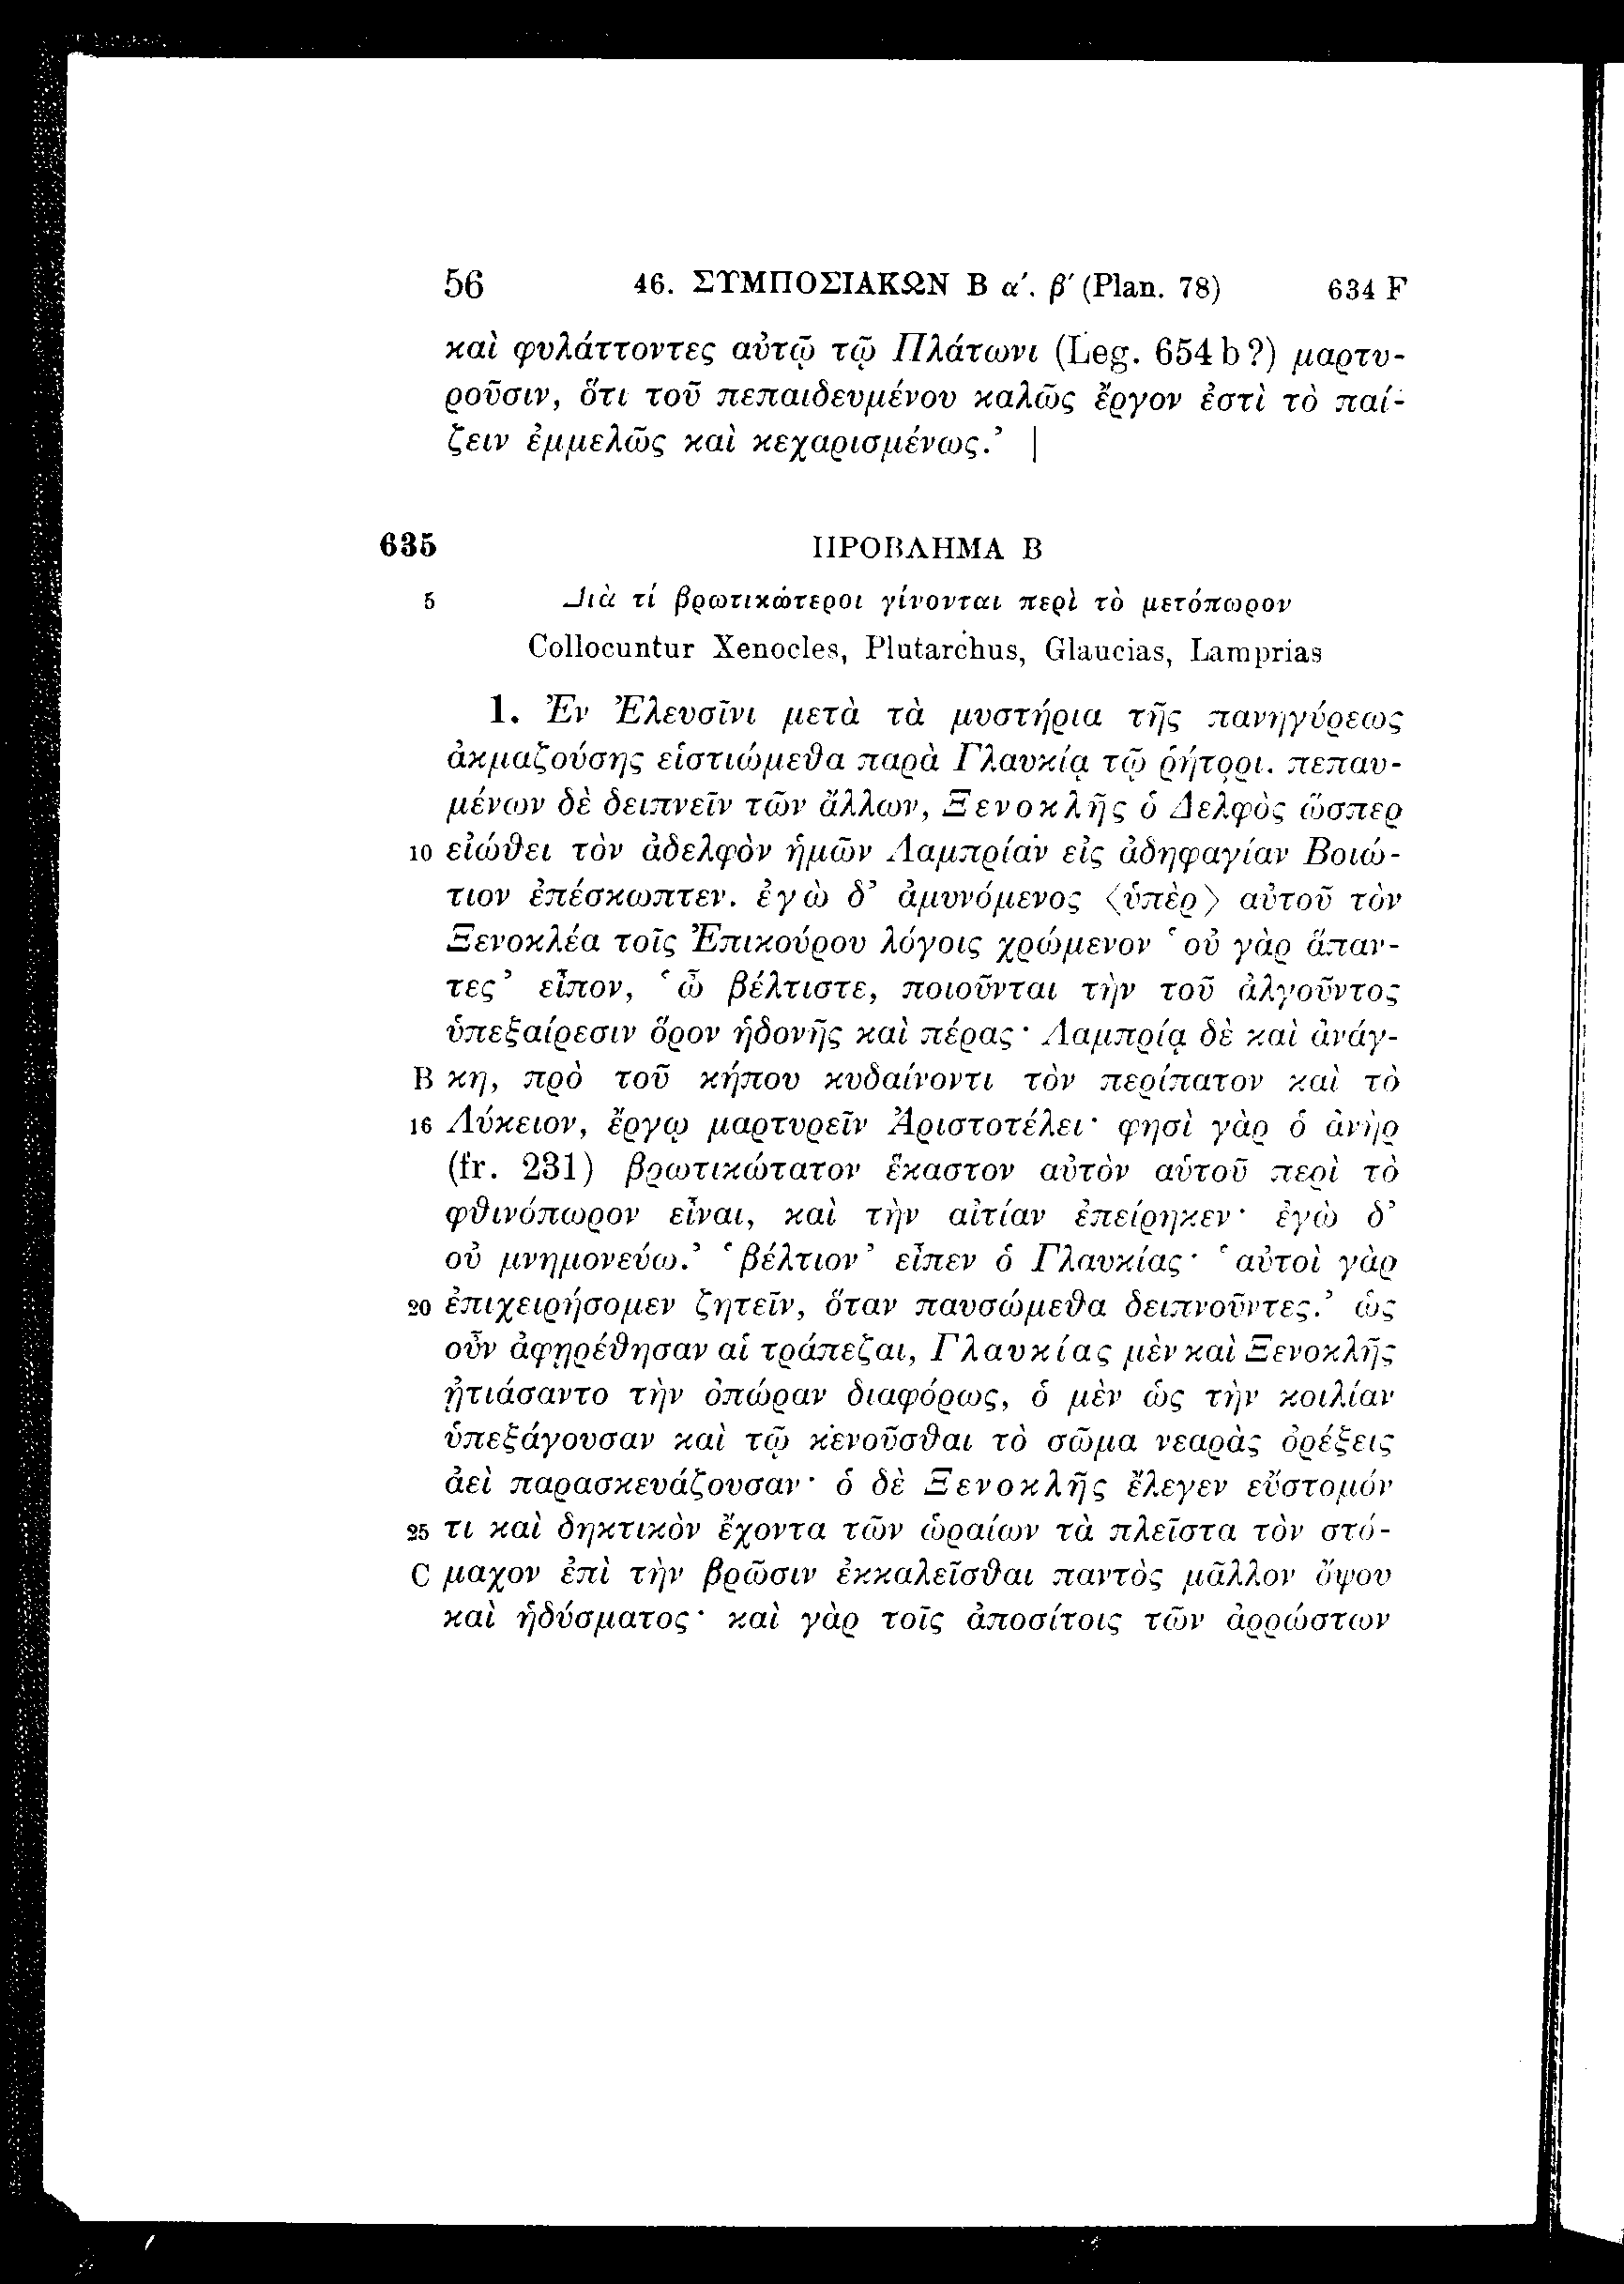 56 46. ΣΥΜΠΟΣΙΑΚΩΝ Β α΄. β΄ (Plan. 78) 634 F
καὶ φυλάττοντες αὐτῷ τῷ Πλάτωνι (Leg. 654 b?) μαρτυ-
ροῦσιν, ὅτι τοῦ πεπαιδευμένου καλῶς ἔργον ἐστὶ τὸ παί-
ζειν ἐμμελῶς καὶ κεχαρισμένως.’ |
635 ΠΡΟΒΛΗΜΑ Β
5 Διὰ τί βρωτικώτεροι γίνονται περὶ τὸ μετόπωρον
Collocuntur Xenocles, Plutarchus, Glaucias, Lamprias
1. Ἐν Ἐλευσῖνι μετὰ τὰ μυστήρια τῆς πανηγύρεως
ἀκμαζούσης εἱστιώμεθα παρὰ Γλαυκίᾳ τῷ ῥήτορι. πεπαυ-
μένων δὲ δειπνεῖν τῶν ἄλλων, Ξενοκλῆς ὁ Δελφὸς ὥσπερ
10 εἰώθει τὸν ἀδελφὸν ἡμῶν Λαμπρίαν εἰς ἀδηφαγίαν Βοιώ-
τιον ἐπέσκωπτεν. ἐγὼ δ’ ἀμυνόμενος ⟨ὑπὲρ⟩ αὐτοῦ τὸν
Ξενοκλέα τοῖς Ἐπικούρου λόγοις χρώμενον ‘οὐ γὰρ ἅπαν-
τες’ εἶπον, ‘ὦ βέλτιστε, ποιοῦνται τὴν τοῦ ἀλγοῦντος
ὑπεξαίρεσιν ὅρον ἡδονῆς καὶ πέρας· Λαμπρίᾳ δὲ καὶ ἀνάγ-
B κη, πρὸ τοῦ κήπου κυδαίνοντι τὸν περίπατον καὶ τὸ
16 Λύκειον, ἔργῳ μαρτυρεῖν Ἀριστοτέλει· φησὶ γὰρ ὁ ἀνὴρ
(fr. 231) βρωτικώτατον ἕκαστον αὐτὸν αὑτοῦ περὶ τὸ
φθινόπωρον εἶναι, καὶ τὴν αἰτίαν ἐπείρηκεν· ἐγὼ δ’
οὐ μνημονεύω.’ ‘βέλτιον’ εἶπεν ὁ Γλαυκίας· ‘αὐτοὶ γὰρ
20 ἐπιχειρήσομεν ζητεῖν, ὅταν παυσώμεθα δειπνοῦντες.’ ὡς
οὖν ἀφῃρέθησαν αἱ τράπεζαι, Γλαυκίας μὲν καὶ Ξενοκλῆς
ᾐτιάσαντο τὴν ὀπώραν διαφόρως, ὁ μὲν ὡς τὴν κοιλίαν
ὑπεξάγουσαν καὶ τῷ κενοῦσθαι τὸ σῶμα νεαρὰς ὀρέξεις
ἀεὶ παρασκευάζουσαν· ὁ δὲ Ξενοκλῆς ἔλεγεν εὔστομόν
25 τι καὶ δηκτικὸν ἔχοντα τῶν ὡραίων τὰ πλεῖστα τὸν στό-
C μαχον ἐπὶ τὴν βρῶσιν ἐκκαλεῖσθαι παντὸς μᾶλλον ὄψου
καὶ ἡδύσματος· καὶ γὰρ τοῖς ἀποσίτοις τῶν ἀρρώστων